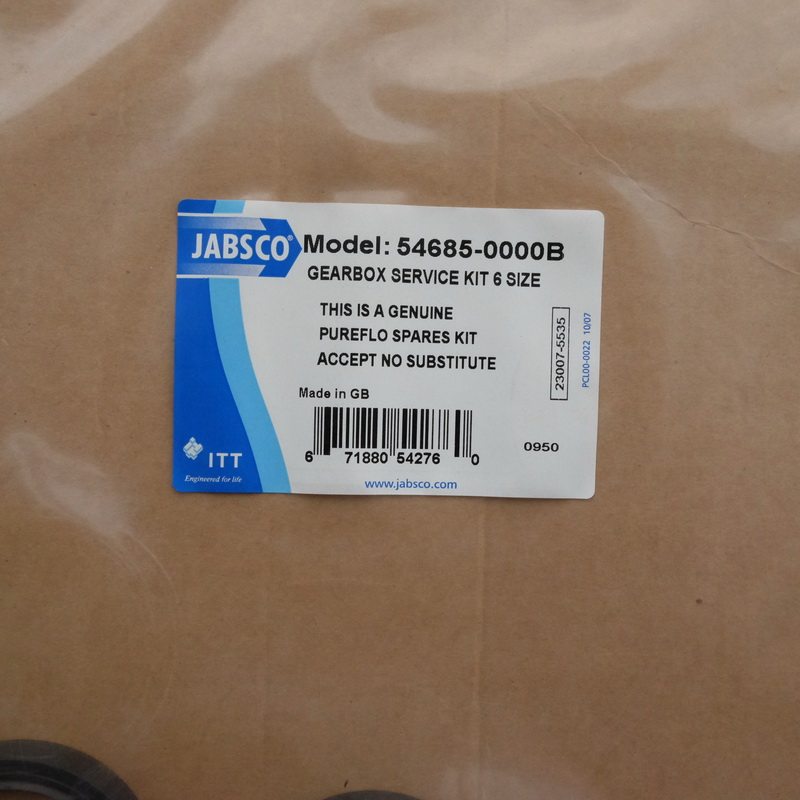 JABSCO®
Model: 54685-0000B
GEARBOX SERVICE KIT 6 SIZE
THIS IS A GENUINE
PUREFLO SPARES KIT
ACCEPT NO SUBSTITUTE
23007-5535
PCL00-0022 10/07
Made in GB
6 71880 54276 0
0950
ITT
Engineered for life
www.jabsco.com